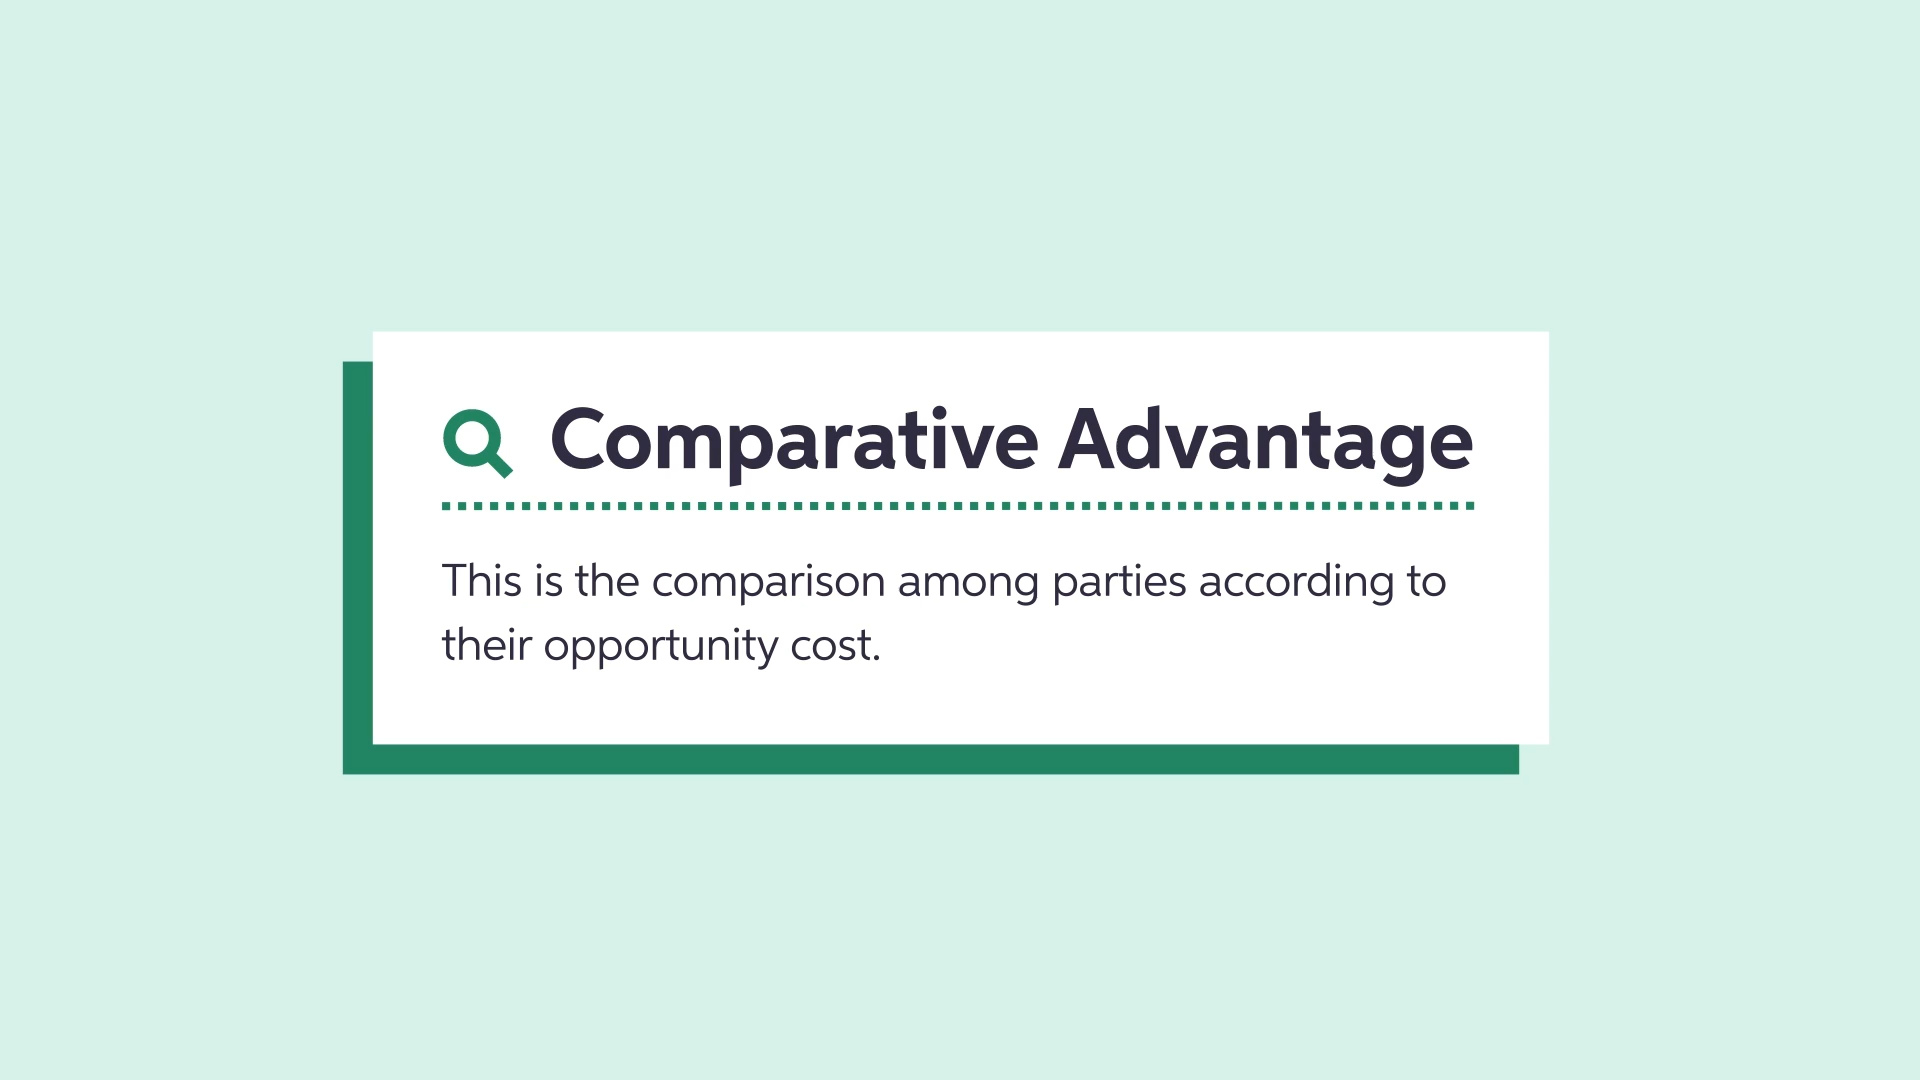 Comparative Advantage
This is the comparison among parties according to
their opportunity cost.